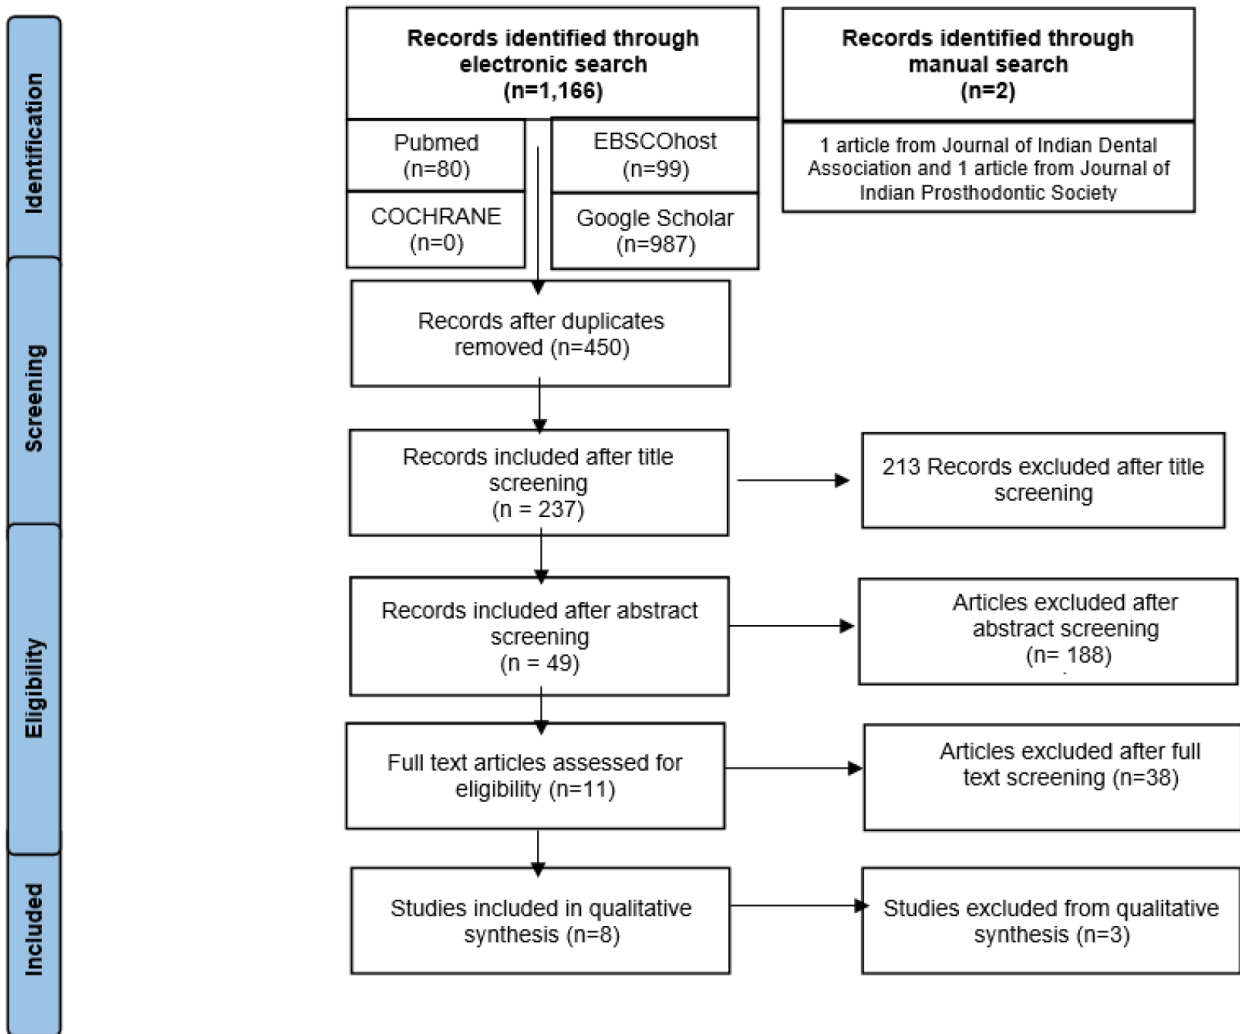 Identification
Records identified through
electronic search
(n=1,166)
Records identified through
manual search
(n=2)
Pubmed
(n=80)
EBSCOhost
(n=99)
COCHRANE
(n=0)
Google Scholar
(n=987)
1 article from Journal of Indian Dental
Association and 1 article from Journal of
Indian Prosthodontic Society
Screening
Records after duplicates
removed (n=450)
Records included after title
screening
(n = 237)
213 Records excluded after title
screening
Eligibility
Records included after abstract
screening
(n = 49)
Articles excluded after
abstract screening
(n= 188)
Full text articles assessed for
eligibility (n=11)
Articles excluded after full
text screening (n=38)
Included
Studies included in qualitative
synthesis (n=8)
Studies excluded from qualitative
synthesis (n=3)